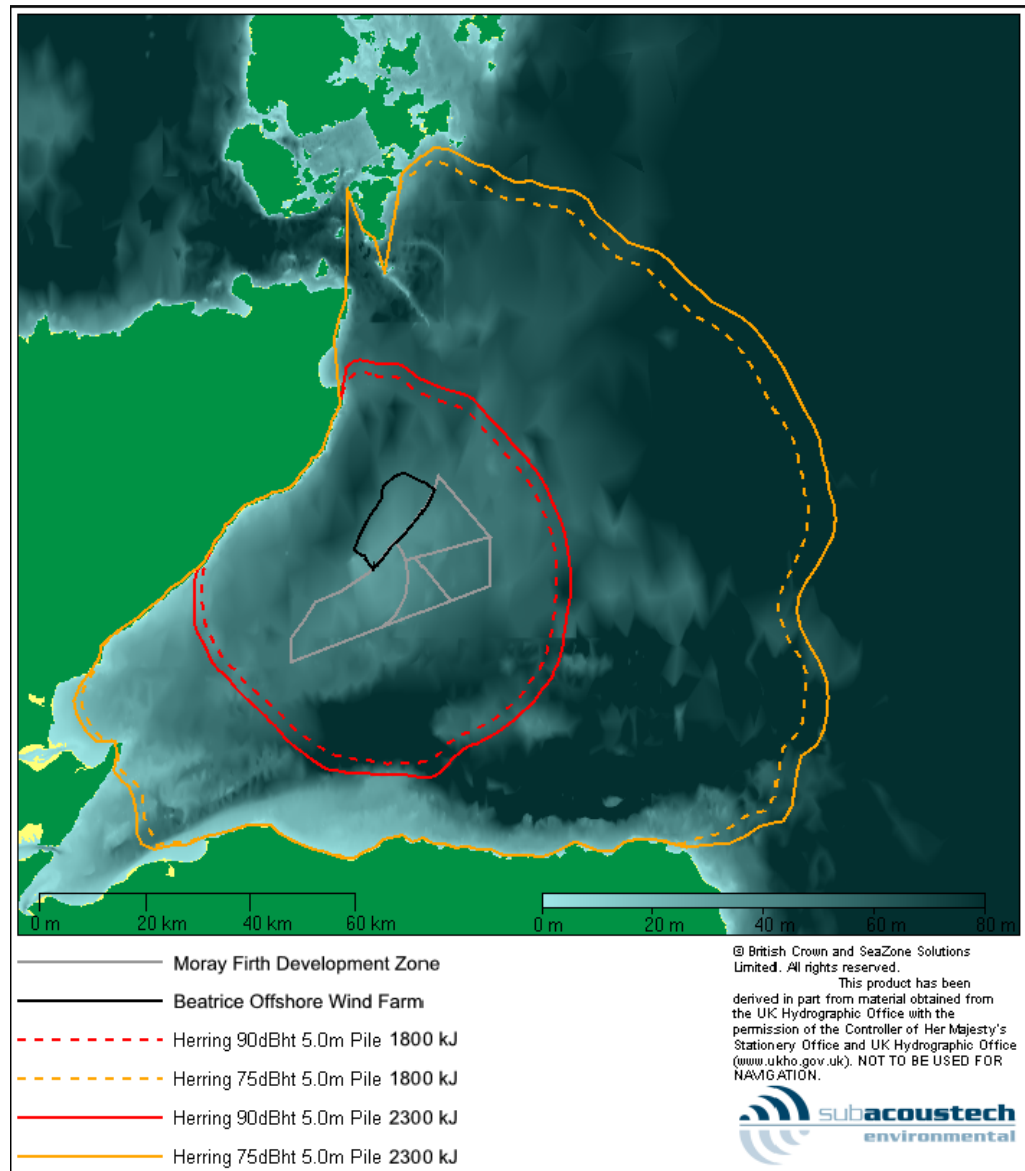 0 m 20 km 40 km 60 km 0 m 20 m 40 m 60 m 80 m
Moray Firth Development Zone
Beatrice Offshore Wind Farm
Herring 90dBht 5.0m Pile 1800 kJ
Herring 75dBht 5.0m Pile 1800 kJ
Herring 90dBht 5.0m Pile 2300 kJ
Herring 75dBht 5.0m Pile 2300 kJ
© British Crown and SeaZone Solutions
Limited. All rights reserved.
This product has been
derived in part from material obtained from
the UK Hydrographic Office with the
permission of the Controller of Her Majesty's
Stationery Office and UK Hydrographic Office
(www.ukho.gov.uk). NOT TO BE USED FOR
NAVIGATION.
subacoustech
environmental